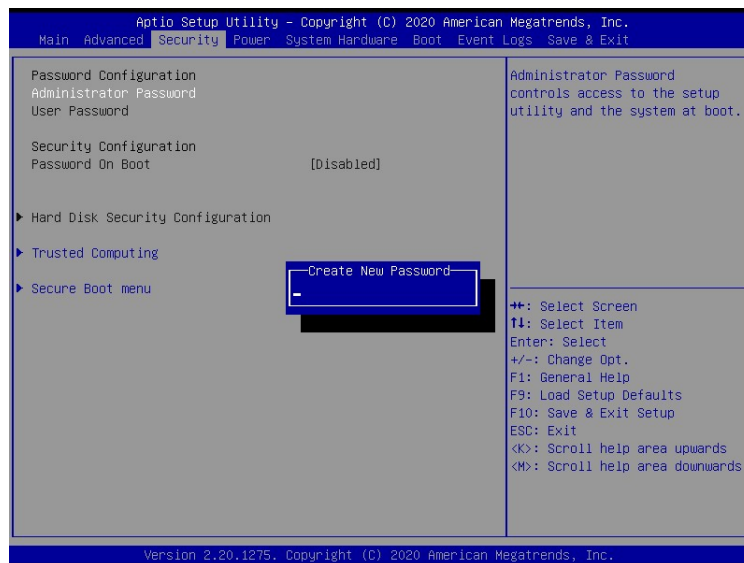 Aptio Setup Utility – Copyright (C) 2020 American Megatrends, Inc.
Main Advanced Security Power System Hardware Boot Event Logs Save & Exit
Password Configuration
Administrator Password
User Password
Security Configuration
Password On Boot [Disabled]
Hard Disk Security Configuration
Trusted Computing
Secure Boot menu
Create New Password
Administrator Password
controls access to the setup
utility and the system at boot.
→←: Select Screen
↑↓: Select Item
Enter: Select
+/-: Change Opt.
F1: General Help
F9: Load Setup Defaults
F10: Save & Exit Setup
ESC: Exit
<K>: Scroll help area upwards
<M>: Scroll help area downwards
Version 2.20.1275. Copyright (C) 2020 American Megatrends, Inc.